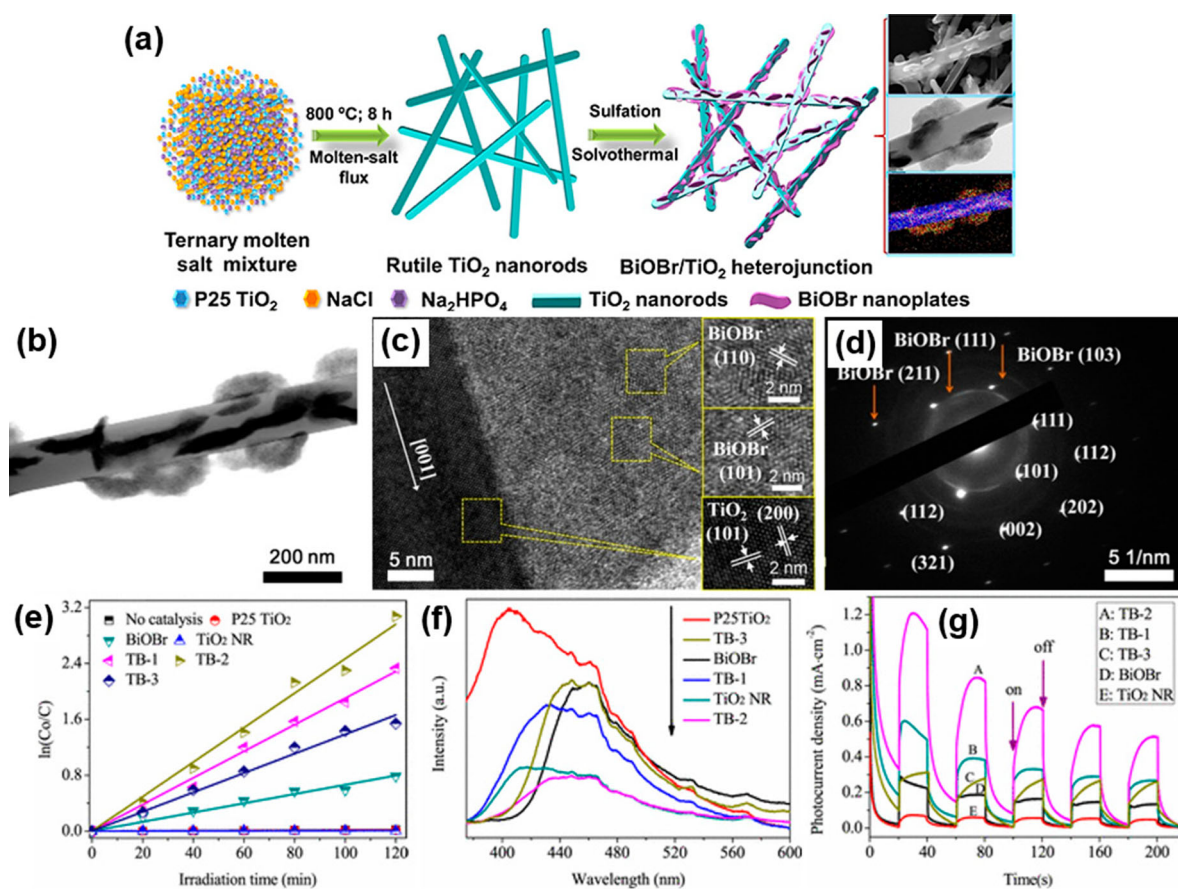 (a)
800 °C; 8 h
Molten-salt
flux
Sulfation
Solvothermal
Ternary molten
salt mixture
Rutile TiO₂ nanorods
BiOBr/TiO₂ heterojunction
P25 TiO₂
NaCl
Na₂HPO₄
TiO₂ nanorods
BiOBr nanoplates
(b)
200 nm
(c)
[001]
5 nm
BiOBr
(110)
2 nm
BiOBr
(101)
2 nm
TiO₂
(101)
(200)
2 nm
(d)
BiOBr (111)
BiOBr (103)
BiOBr (211)
(111)
(112)
(101)
(202)
(112)
(002)
(321)
5 1/nm
(e)
ln(Co/C)
3.2
2.4
1.6
0.8
0.0
No catalysis
P25 TiO₂
BiOBr
TiO₂ NR
TB-1
TB-2
TB-3
0 20 40 60 80 100 120
Irradiation time (min)
(f)
Intensity (a.u.)
P25TiO₂
TB-3
BiOBr
TB-1
TiO₂ NR
TB-2
400 440 480 520 560 600
Wavelength (nm)
(g)
Photocurrent density (mA·cm⁻²)
1.2
1.0
0.8
0.6
0.4
0.2
0.0
A: TB-2
B: TB-1
C: TB-3
D: BiOBr
E: TiO₂ NR
off
on
A
B
C
D
E
0 40 80 120 160 200
Time(s)